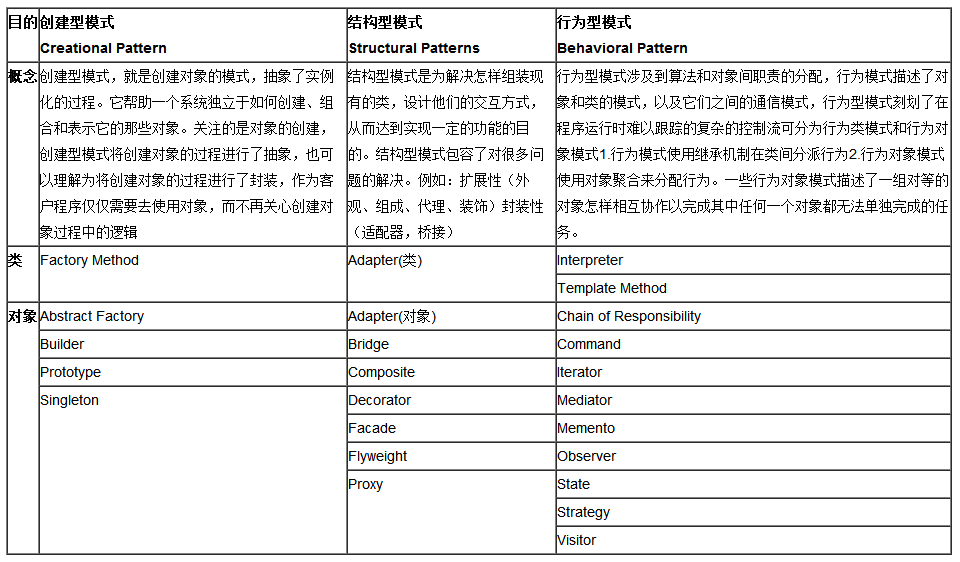 目的
创建型模式
Creational Pattern
结构型模式
Structural Patterns
行为型模式
Behavioral Pattern
概念
创建型模式，就是创建对象的模式，抽象了实例
化的过程。它帮助一个系统独立于如何创建、组
合和表示它的那些对象。关注的是对象的创建，
创建型模式将创建对象的过程进行了抽象，也可
以理解为将创建对象的过程进行了封装，作为客
户程序仅仅需要去使用对象，而不再关心创建对
象过程中的逻辑
结构型模式是为解决怎样组装现
有的类，设计他们的交互方式，
从而达到实现一定的功能的目
的。结构型模式包容了对很多问
题的解决。例如：扩展性（外
观、组成、代理、装饰）封装性
（适配器，桥接）
行为型模式涉及到算法和对象间职责的分配，行为模式描述了对
象和类的模式，以及它们之间的通信模式，行为型模式刻划了在
程序运行时难以跟踪的复杂的控制流可分为行为类模式和行为对
象模式1.行为模式使用继承机制在类间分派行为2.行为对象模式
使用对象聚合来分配行为。一些行为对象模式描述了一组对等的
对象怎样相互协作以完成其中任何一个对象都无法单独完成的任
务。
类
Factory Method
Adapter(类)
Interpreter
Template Method
对象
Abstract Factory
Adapter(对象)
Chain of Responsibility
Builder
Bridge
Command
Prototype
Composite
Iterator
Singleton
Decorator
Mediator
Facade
Memento
Flyweight
Observer
Proxy
State
Strategy
Visitor